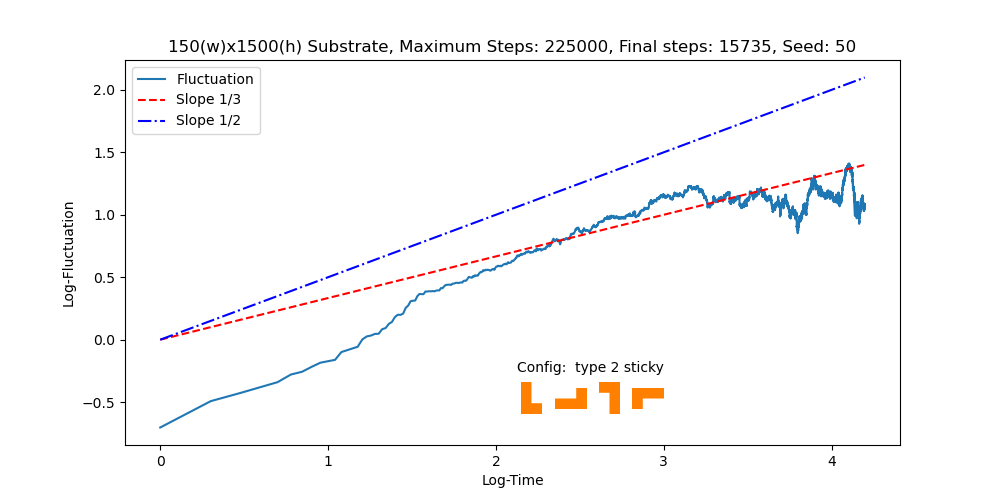 150(w)x1500(h) Substrate, Maximum Steps: 225000, Final steps: 15735, Seed: 50
Fluctuation
Slope 1/3
Slope 1/2
2.0
1.5
1.0
0.5
0.0
−0.5
Log-Fluctuation
Config:  type 2 sticky
0 1 2 3 4
Log-Time